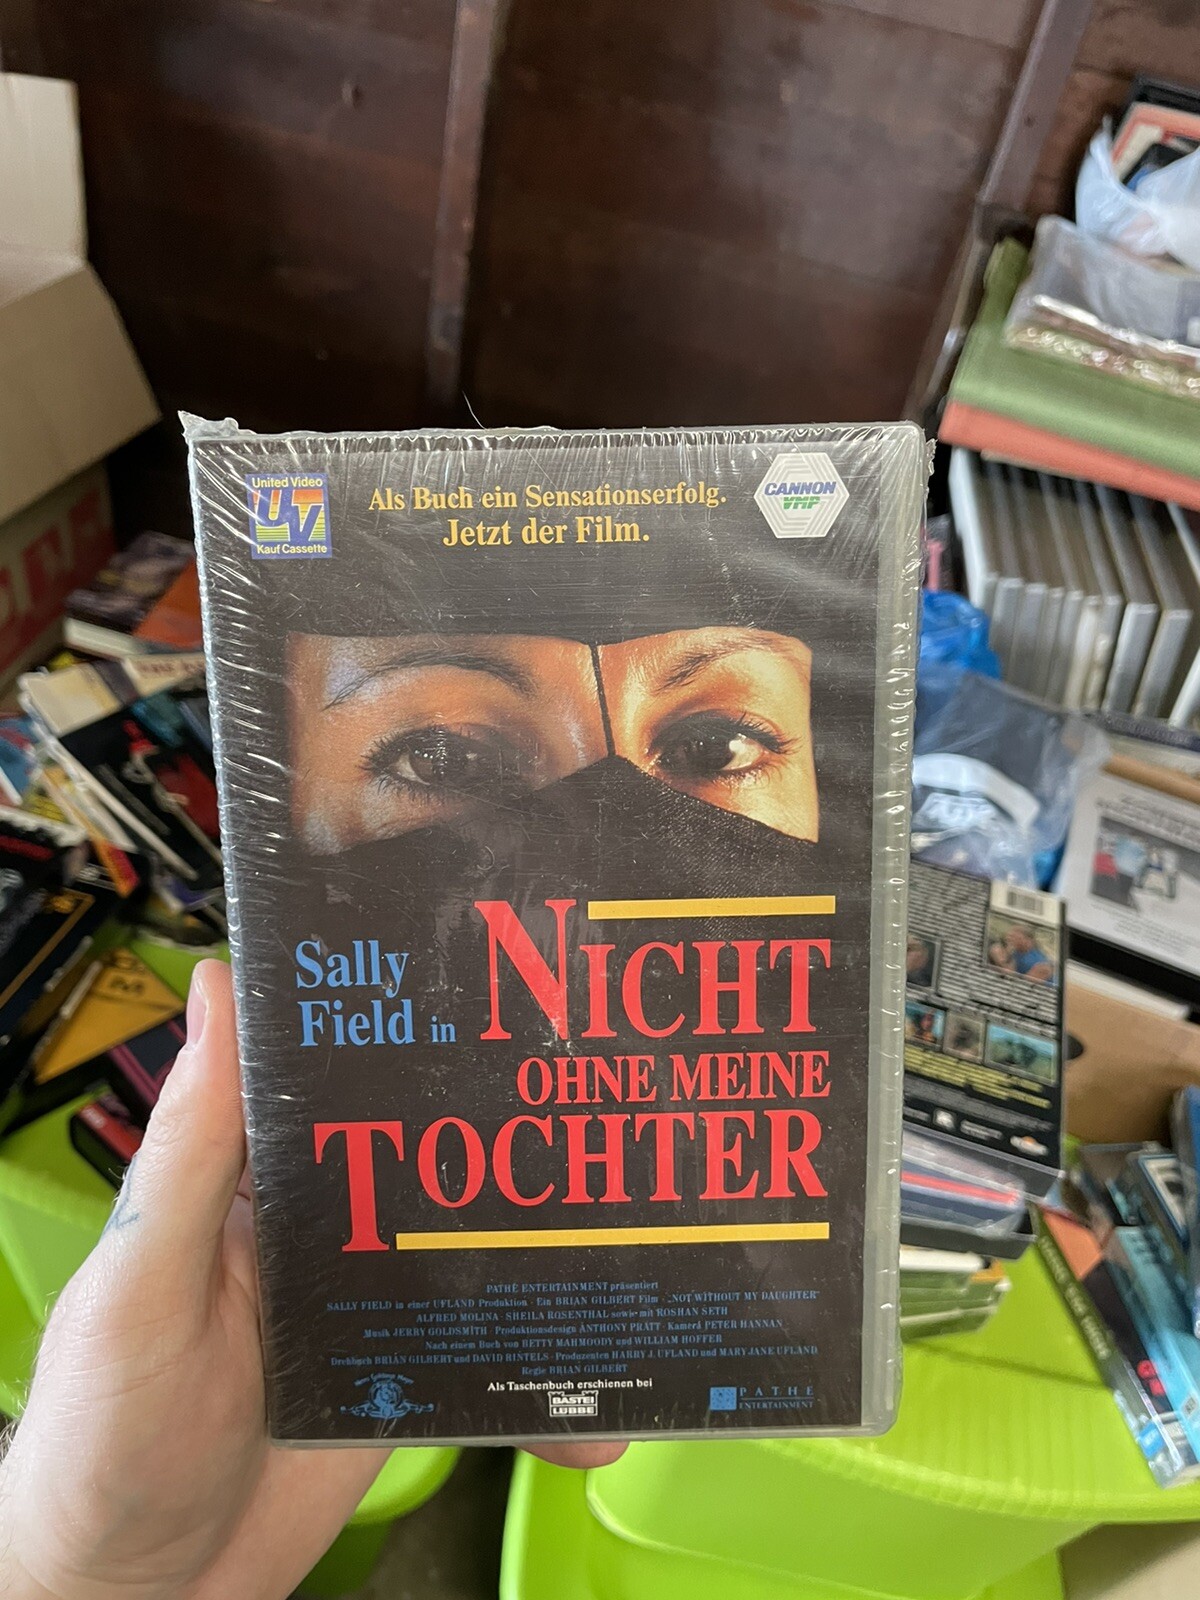 United Video
UV
Kauf Cassette
Als Buch ein Sensationserfolg.
Jetzt der Film.
CANNON
VMP
Sally
Field in
NICHT
OHNE MEINE
TOCHTER
PATHE ENTERTAINMENT präsentiert
SALLY FIELD in einer UFLAND Produktion · Ein BRIAN GILBERT Film · „NOT WITHOUT MY DAUGHTER"
ALFRED MOLINA · SHEILA ROSENTHAL sowie mit ROSHAN SETH
Musik JERRY GOLDSMITH · Produktionsdesign ANTHONY PRATT · Kamera PETER HANNAN
Nach einem Buch von BETTY MAHMOODY und WILLIAM HOFFER
Drehbuch BRIAN GILBERT und DAVID RINTELS · Produzenten HARRY J. UFLAND und MARY JANE UFLAND
Regie BRIAN GILBERT
Als Taschenbuch erschienen bei
BASTEI
LÜBBE
PATHE
ENTERTAINMENT